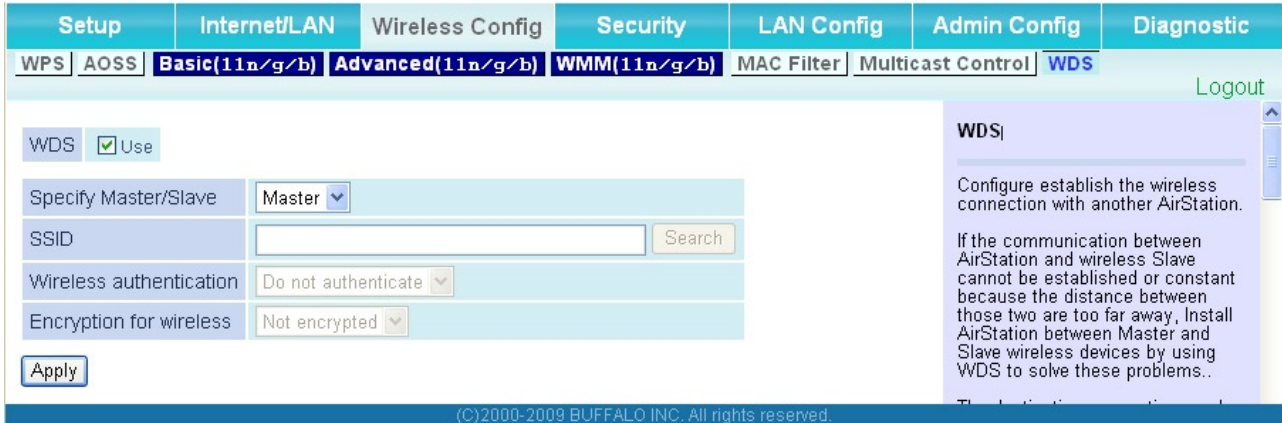 Setup Internet/LAN Wireless Config Security LAN Config Admin Config Diagnostic
WPS AOSS Basic(11n/g/b) Advanced(11n/g/b) WMM(11n/g/b) MAC Filter Multicast Control WDS
Logout
WDS Use
Specify Master/Slave Master
SSID Search
Wireless authentication Do not authenticate
Encryption for wireless Not encrypted
Apply
WDS
Configure establish the wireless
connection with another AirStation.
If the communication between
AirStation and wireless Slave
cannot be established or constant
because the distance between
those two are too far away, Install
AirStation between Master and
Slave wireless devices by using
WDS to solve these problems..
(C)2000-2009 BUFFALO INC. All rights reserved.